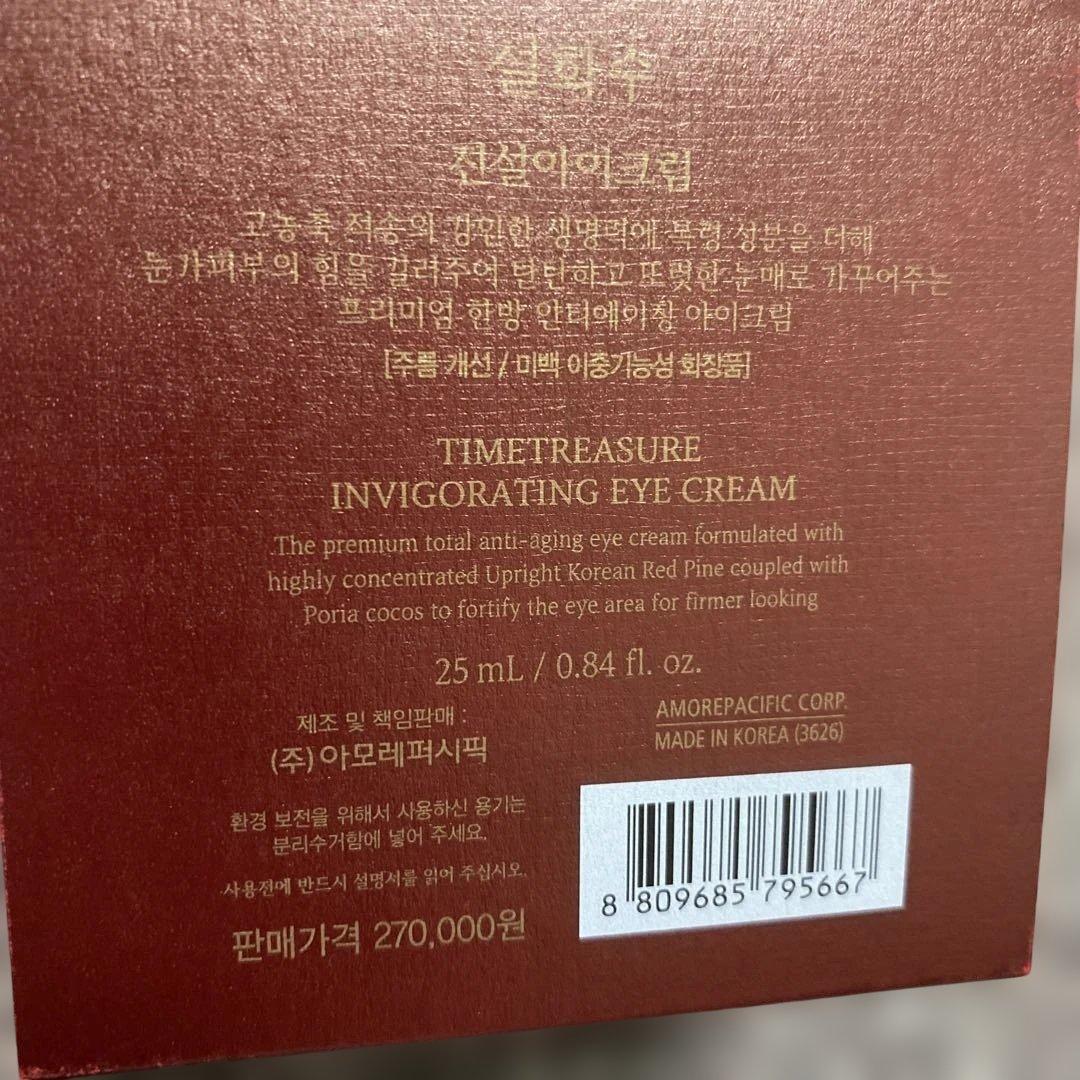 설화수
진설아이크림
고농축 적송의 강인한 생명력에 복령 성분을 더해
눈가피부의 힘을 길러주어 탄탄하고 또렷한 눈매로 가꾸어주는
프리미엄 한방 안티에이징 아이크림
[주름 개선 / 미백 이중기능성 화장품]
TIMETREASURE
INVIGORATING EYE CREAM
The premium total anti-aging eye cream formulated with
highly concentrated Upright Korean Red Pine coupled with
Poria cocos to fortify the eye area for firmer looking
25 mL / 0.84 fl. oz.
제조 및 책임판매 :
(주)아모레퍼시픽
AMOREPACIFIC CORP.
MADE IN KOREA (3626)
환경 보전을 위해서 사용하신 용기는
분리수거함에 넣어 주세요.
사용전에 반드시 설명서를 읽어 주십시오.
판매가격 270,000원
8 809685 795667